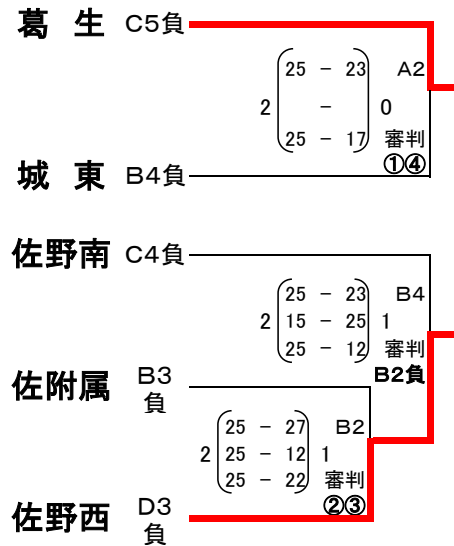 葛 生 C5負
25 − 23 A2
2 − 0
25 − 17 審判
①④
城 東 B4負
佐野南 C4負
25 − 23 B4
2 15 − 25 1
25 − 12 審判
B2負
佐附属 B3
負
25 − 27 B2
2 25 − 12 1
25 − 22 審判
②③
佐野西 D3
負